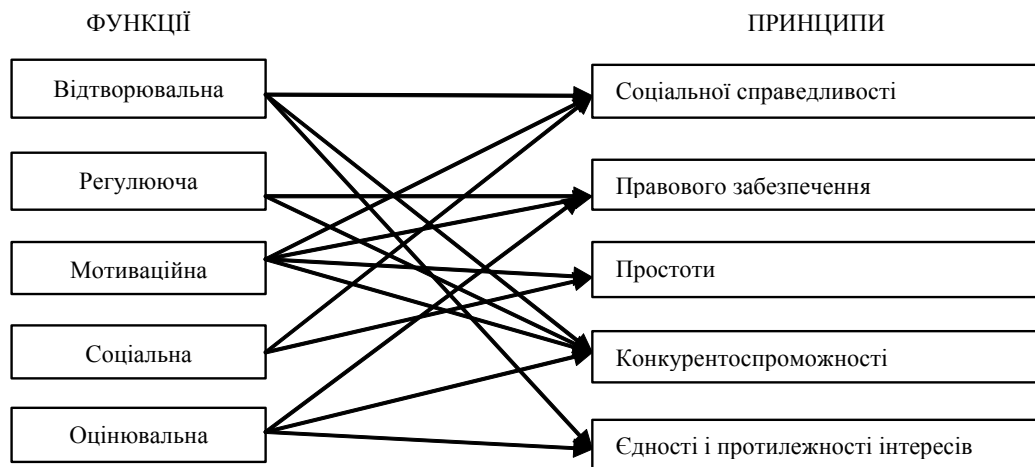 ФУНКЦІЇ
ПРИНЦИПИ
Відтворювальна
Соціальної справедливості
Регулююча
Правового забезпечення
Мотиваційна
Простоти
Соціальна
Конкурентоспроможності
Оцінювальна
Єдності і протилежності інтересів